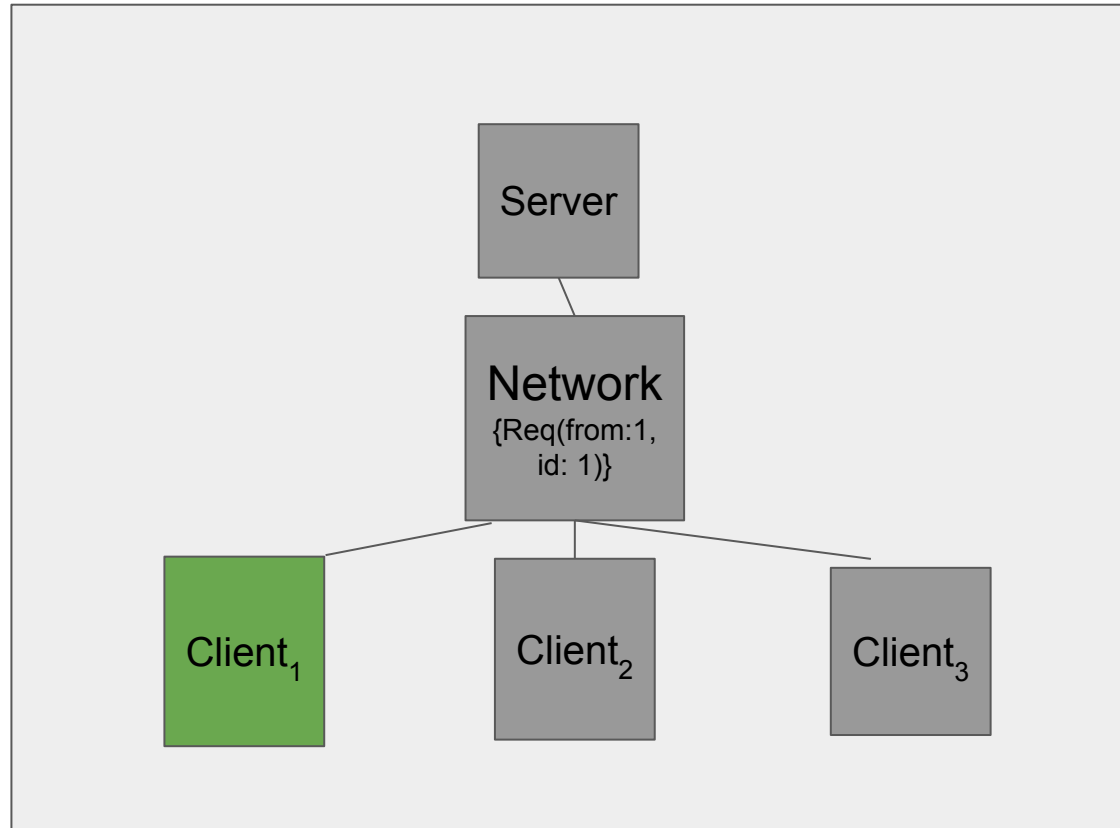 Server
Network
{Req(from:1,
id: 1)}
Client₁
Client₂
Client₃